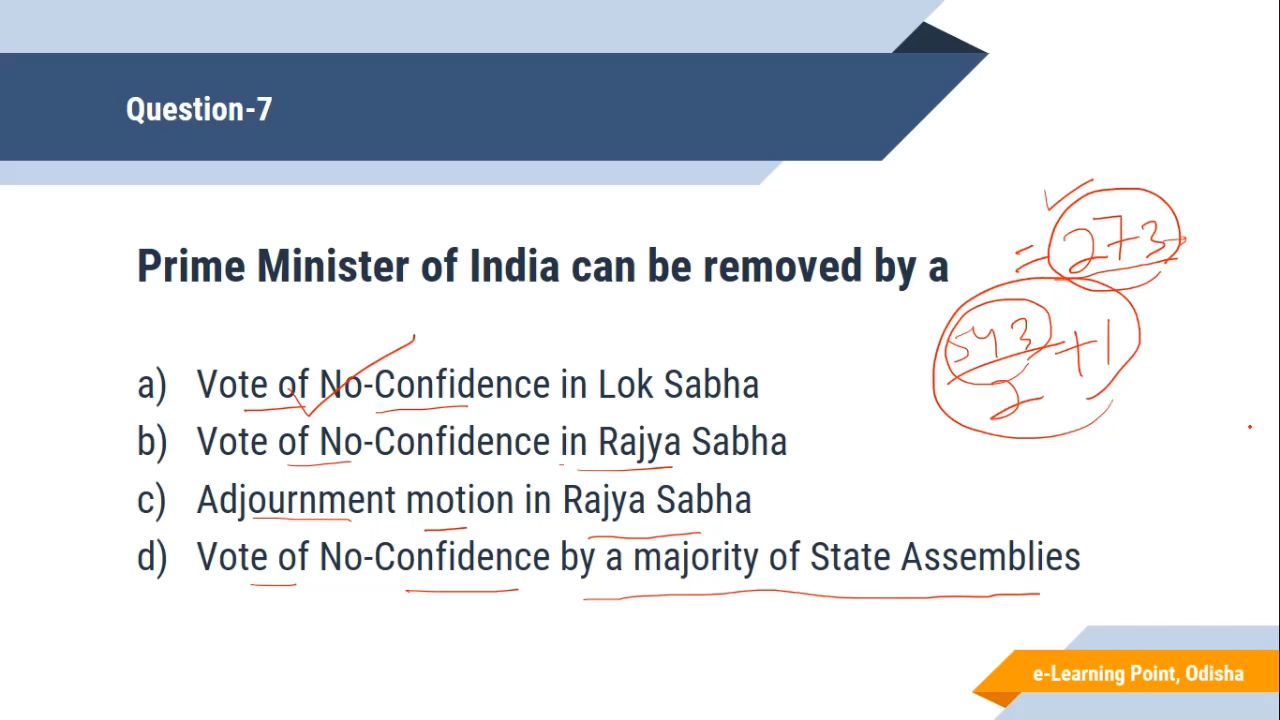 Question-7
= 273
Prime Minister of India can be removed by a
543/2 + 1
a) Vote of No-Confidence in Lok Sabha
b) Vote of No-Confidence in Rajya Sabha
c) Adjournment motion in Rajya Sabha
d) Vote of No-Confidence by a majority of State Assemblies
e-Learning Point, Odisha